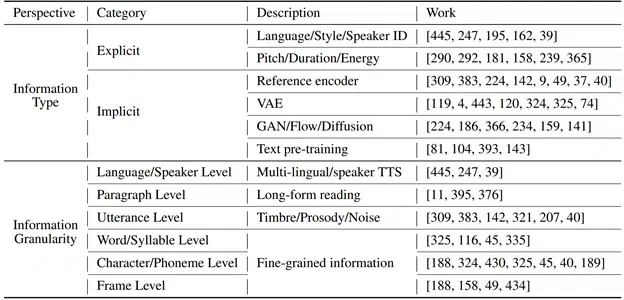 Perspective Category Description Work
Information Type Explicit Language/Style/Speaker ID [445, 247, 195, 162, 39]
Pitch/Duration/Energy [290, 292, 181, 158, 239, 365]
Implicit Reference encoder [309, 383, 224, 142, 9, 49, 37, 40]
VAE [119, 4, 443, 120, 324, 325, 74]
GAN/Flow/Diffusion [224, 186, 366, 234, 159, 141]
Text pre-training [81, 104, 393, 143]
Information Granularity Language/Speaker Level Multi-lingual/speaker TTS [445, 247, 39]
Paragraph Level Long-form reading [11, 395, 376]
Utterance Level Timbre/Prosody/Noise [309, 383, 142, 321, 207, 40]
Word/Syllable Level [325, 116, 45, 335]
Character/Phoneme Level Fine-grained information [188, 324, 430, 325, 45, 40, 189]
Frame Level [188, 158, 49, 434]